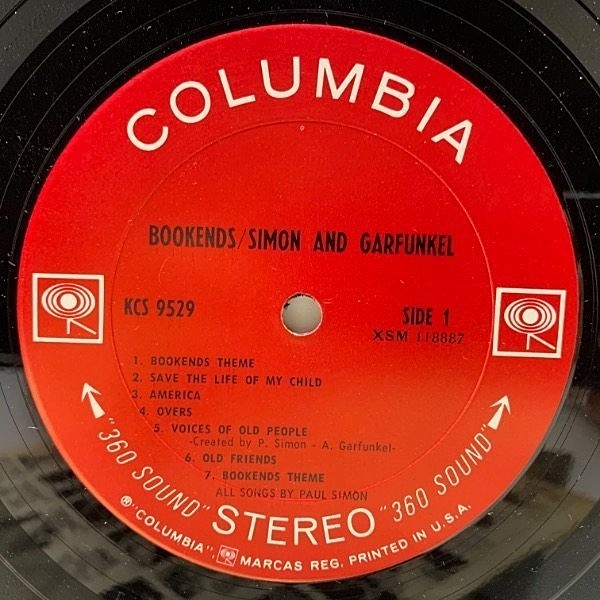 COLUMBIA
BOOKENDS/SIMON AND GARFUNKEL
KCS 9529
SIDE 1
XSM 118887
1. BOOKENDS THEME
2. SAVE THE LIFE OF MY CHILD
3. AMERICA
4. OVERS
5. VOICES OF OLD PEOPLE
-Created by P. Simon - A. Garfunkel-
6. OLD FRIENDS
7. BOOKENDS THEME
ALL SONGS BY PAUL SIMON
"360 SOUND" STEREO "360 SOUND"
® "COLUMBIA", MARCAS REG. PRINTED IN U.S.A.